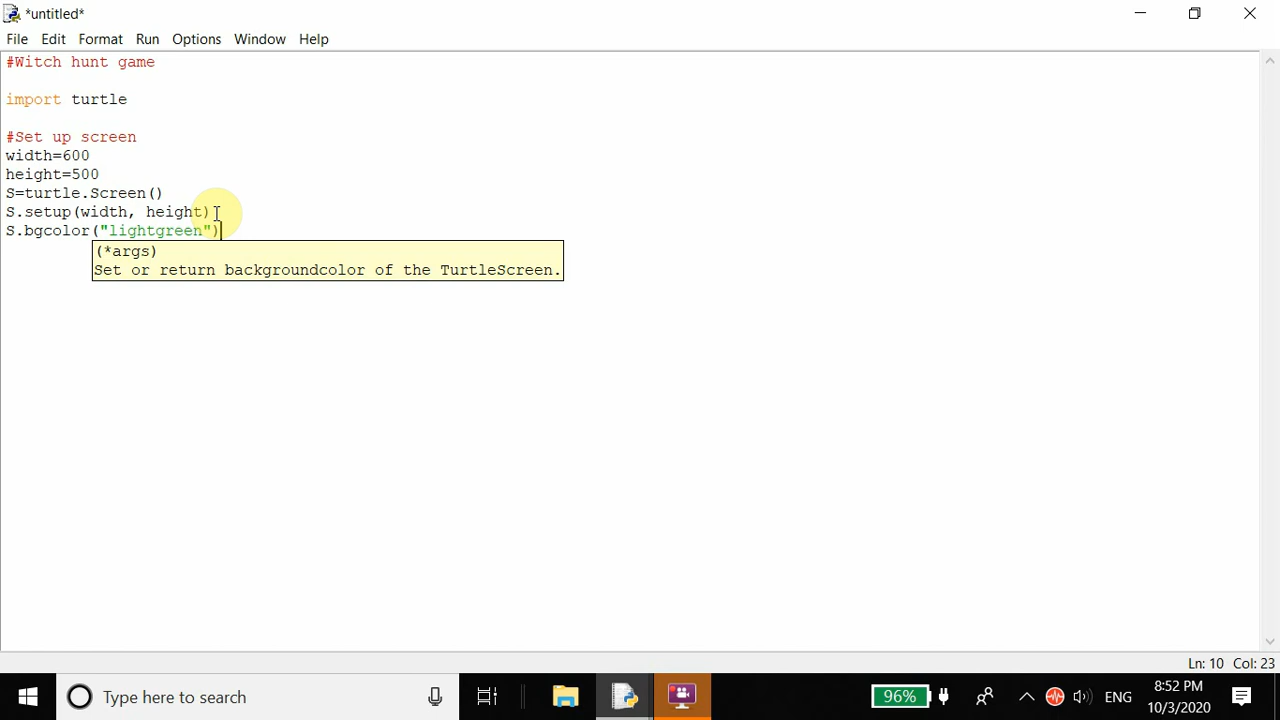 *untitled*
File Edit Format Run Options Window Help
#Witch hunt game
import turtle
#Set up screen
width=600
height=500
S=turtle.Screen()
S.setup(width, height)
S.bgcolor("lightgreen")
(*args)
Set or return backgroundcolor of the TurtleScreen.
Ln: 10 Col: 23
Type here to search
96%
ENG
8:52 PM
10/3/2020